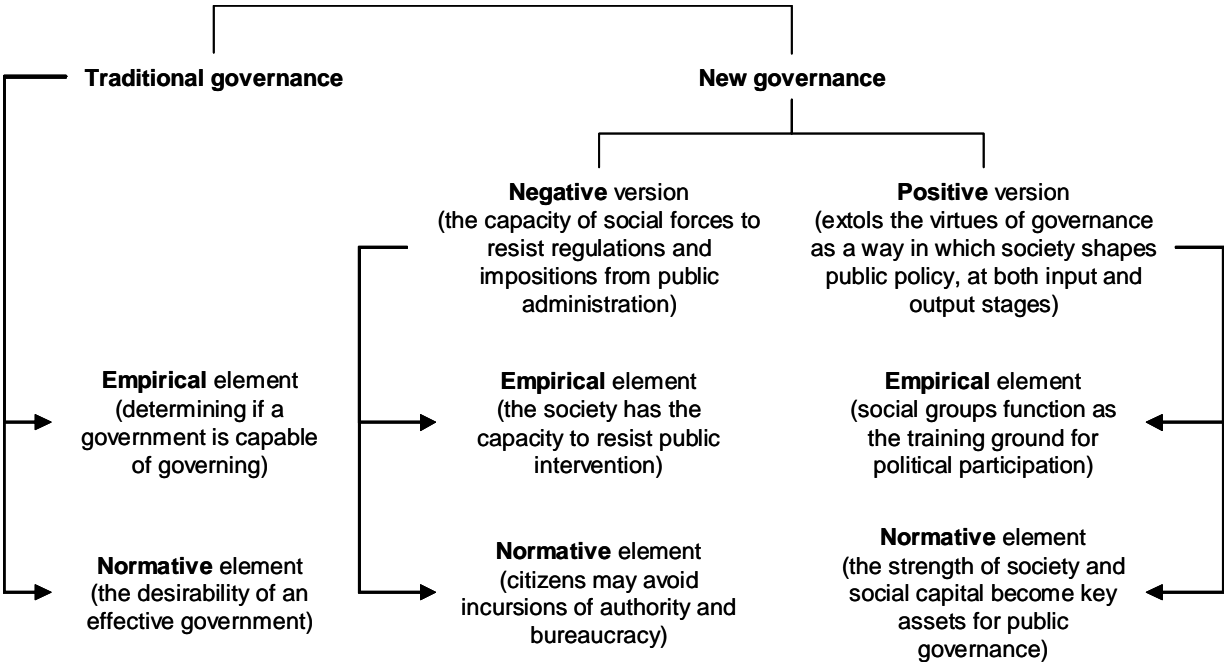 Traditional governance
New governance
Negative version
(the capacity of social forces to
resist regulations and
impositions from public
administration)
Positive version
(extols the virtues of governance
as a way in which society shapes
public policy, at both input and
output stages)
Empirical element
(determining if a
government is capable
of governing)
Empirical element
(the society has the
capacity to resist public
intervention)
Empirical element
(social groups function as
the training ground for
political participation)
Normative element
(the desirability of an
effective government)
Normative element
(citizens may avoid
incursions of authority and
bureaucracy)
Normative element
(the strength of society and
social capital become key
assets for public
governance)